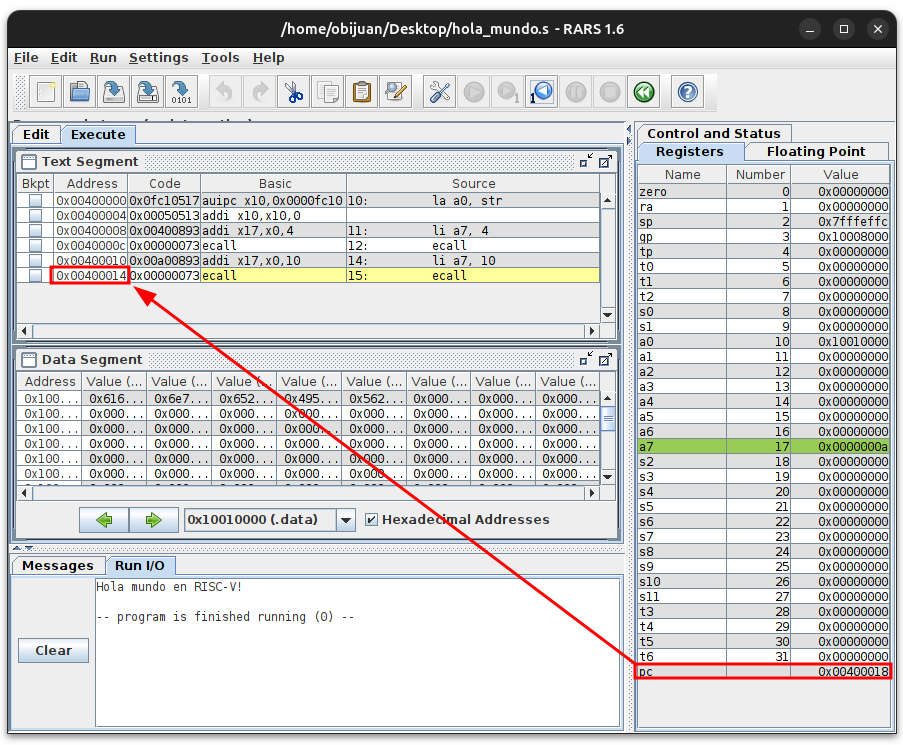 /home/obijuan/Desktop/hola_mundo.s - RARS 1.6
File Edit Run Settings Tools Help
0101 1 1
Edit Execute
Text Segment
Bkpt Address Code Basic Source
0x00400000 0x0fc10517 auipc x10,0x0000fc10 10: la a0, str
0x00400004 0x00050513 addi x10,x10,0
0x00400008 0x00400893 addi x17,x0,4 11: li a7, 4
0x0040000c 0x00000073 ecall 12: ecall
0x00400010 0x00a00893 addi x17,x0,10 14: li a7, 10
0x00400014 0x00000073 ecall 15: ecall
Data Segment
Address Value (... Value (... Value (... Value (... Value (... Value (... Value (... Value (...
0x100... 0x616... 0x6e7... 0x652... 0x495... 0x562... 0x000... 0x000... 0x000...
0x100... 0x000... 0x000... 0x000... 0x000... 0x000... 0x000... 0x000... 0x000...
0x100... 0x000... 0x000... 0x000... 0x000... 0x000... 0x000... 0x000... 0x000...
0x100... 0x000... 0x000... 0x000... 0x000... 0x000... 0x000... 0x000... 0x000...
0x100... 0x000... 0x000... 0x000... 0x000... 0x000... 0x000... 0x000... 0x000...
0x100... 0x000... 0x000... 0x000... 0x000... 0x000... 0x000... 0x000... 0x000...
0x10010000 (.data) Hexadecimal Addresses
Messages Run I/O
Hola mundo en RISC-V!
-- program is finished running (0) --
Clear
Control and Status
Registers Floating Point
Name Number Value
zero 0 0x00000000
ra 1 0x00000000
sp 2 0x7fffeffc
gp 3 0x10008000
tp 4 0x00000000
t0 5 0x00000000
t1 6 0x00000000
t2 7 0x00000000
s0 8 0x00000000
s1 9 0x00000000
a0 10 0x10010000
a1 11 0x00000000
a2 12 0x00000000
a3 13 0x00000000
a4 14 0x00000000
a5 15 0x00000000
a6 16 0x00000000
a7 17 0x0000000a
s2 18 0x00000000
s3 19 0x00000000
s4 20 0x00000000
s5 21 0x00000000
s6 22 0x00000000
s7 23 0x00000000
s8 24 0x00000000
s9 25 0x00000000
s10 26 0x00000000
s11 27 0x00000000
t3 28 0x00000000
t4 29 0x00000000
t5 30 0x00000000
t6 31 0x00000000
pc 0x00400018